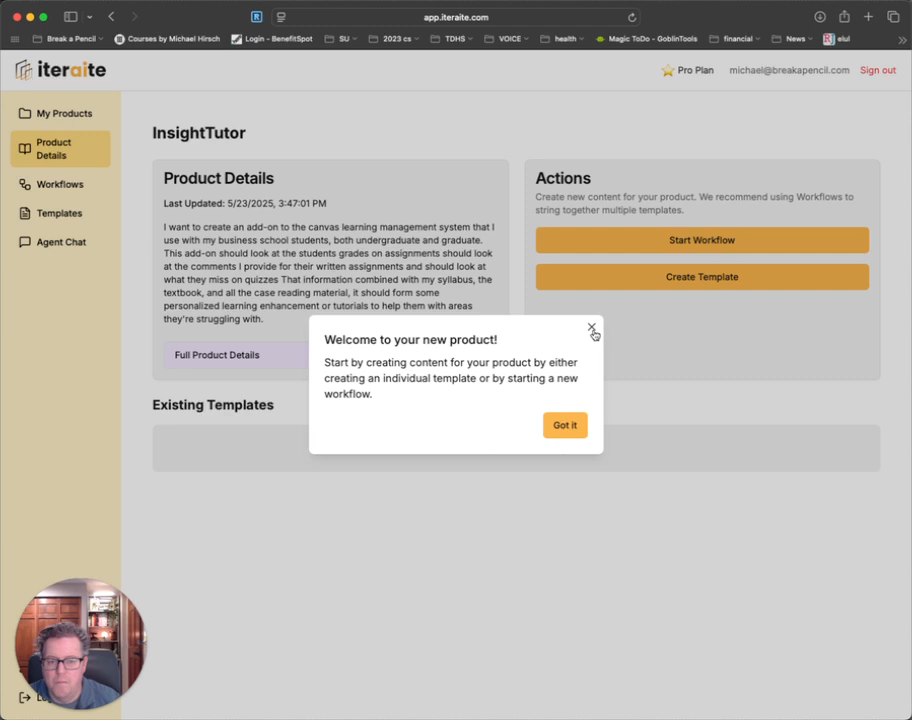 app.iteraite.com
Break a Pencil
Courses by Michael Hirsch
Login - BenefitSpot
SU
2023 cs
TDHS
VOICE
health
Magic ToDo - GoblinTools
financial
News
elul
iteraite
Pro Plan
michael@breakapencil.com
Sign out
My Products
Product
Details
Workflows
Templates
Agent Chat
InsightTutor
Product Details
Last Updated: 5/23/2025, 3:47:01 PM
I want to create an add-on to the canvas learning management system that I
use with my business school students, both undergraduate and graduate.
This add-on should look at the students grades on assignments should look
at the comments I provide for their written assignments and should look at
what they miss on quizzes That information combined with my syllabus, the
textbook, and all the case reading material, it should form some
personalized learning enhancement or tutorials to help them with areas
they're struggling with.
Full Product Details
Actions
Create new content for your product. We recommend using Workflows to
string together multiple templates.
Start Workflow
Create Template
Welcome to your new product!
Start by creating content for your product by either
creating an individual template or by starting a new
workflow.
Got it
Existing Templates